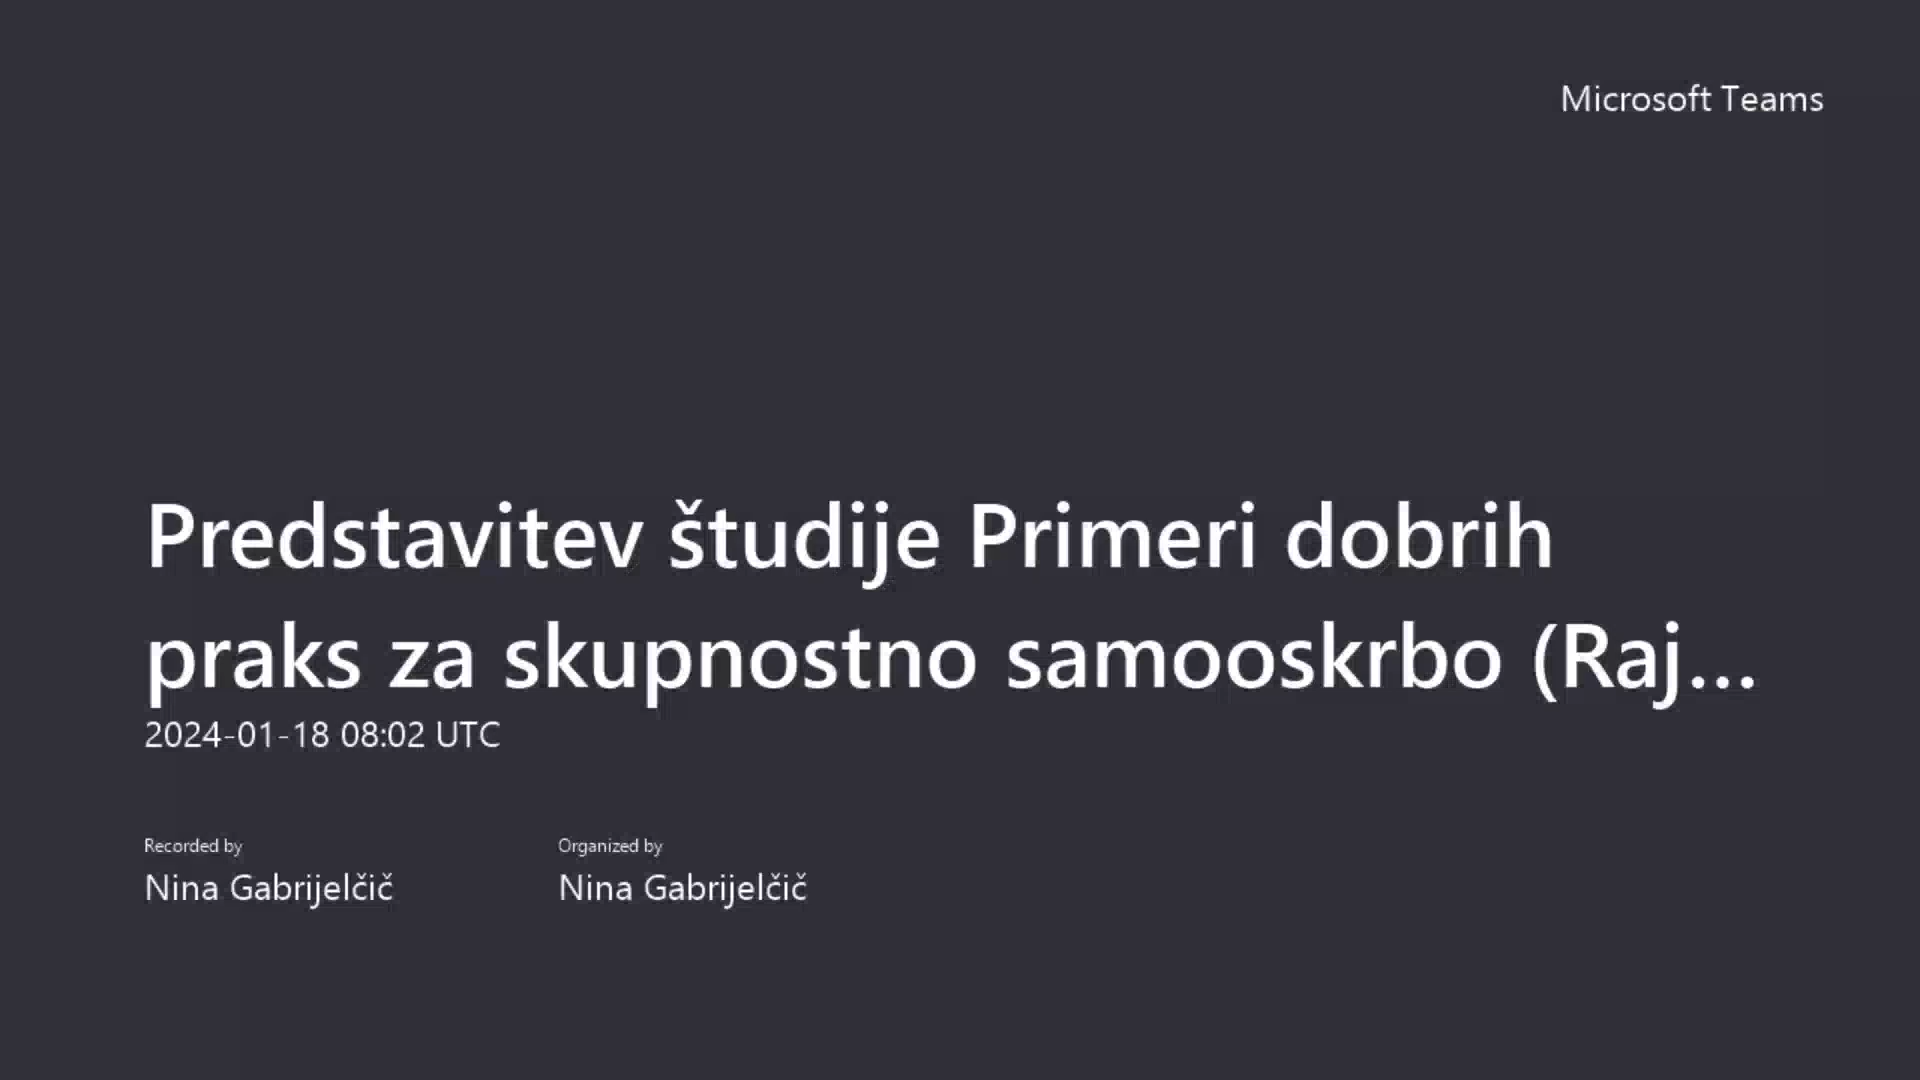 Microsoft Teams
Predstavitev študije Primeri dobrih
praks za skupnostno samooskrbo (Raj...
2024-01-18 08:02 UTC
Recorded by
Organized by
Nina Gabrijelčič
Nina Gabrijelčič